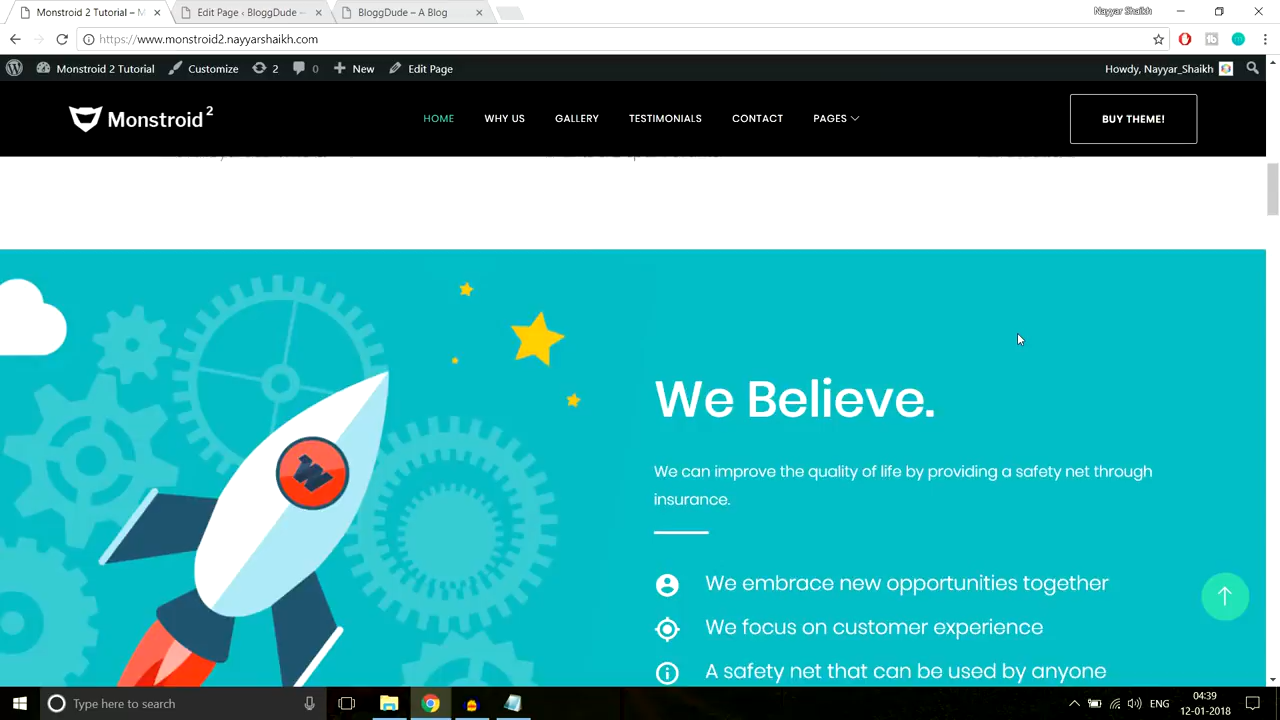 Monstroid 2 Tutorial – M
Edit Page ‹ BloggDude —
BloggDude – A Blog
Nayyar Shaikh
https://www.monstroid2.nayyarshaikh.com
Monstroid 2 Tutorial
Customize
2
0
New
Edit Page
Howdy, Nayyar_Shaikh
Monstroid 2
HOME
WHY US
GALLERY
TESTIMONIALS
CONTACT
PAGES
BUY THEME!
W
We Believe.
We can improve the quality of life by providing a safety net through
insurance.
We embrace new opportunities together
We focus on customer experience
A safety net that can be used by anyone
Type here to search
ENG
04:39
12-01-2018